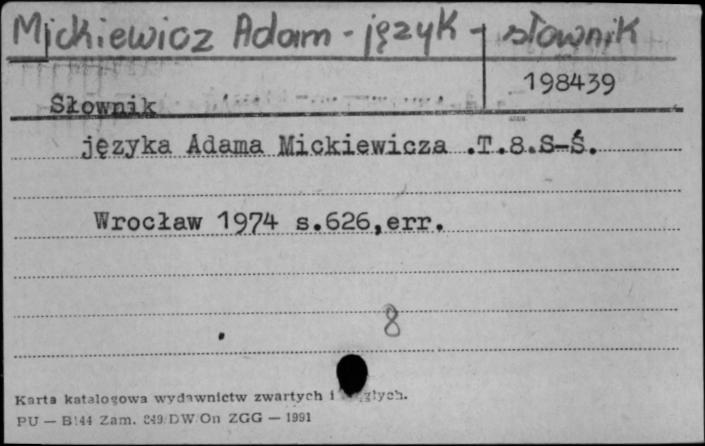 Mickiewicz Adam - język - słownik
198439
Słownik
języka Adama Mickiewicza .T.8.S-Ś.
Wrocław 1974 s.626,err.
8
Karta katalogowa wydawnictw zwartych i
PU — B144 Zam. 849/DW/On ZGG — 1991